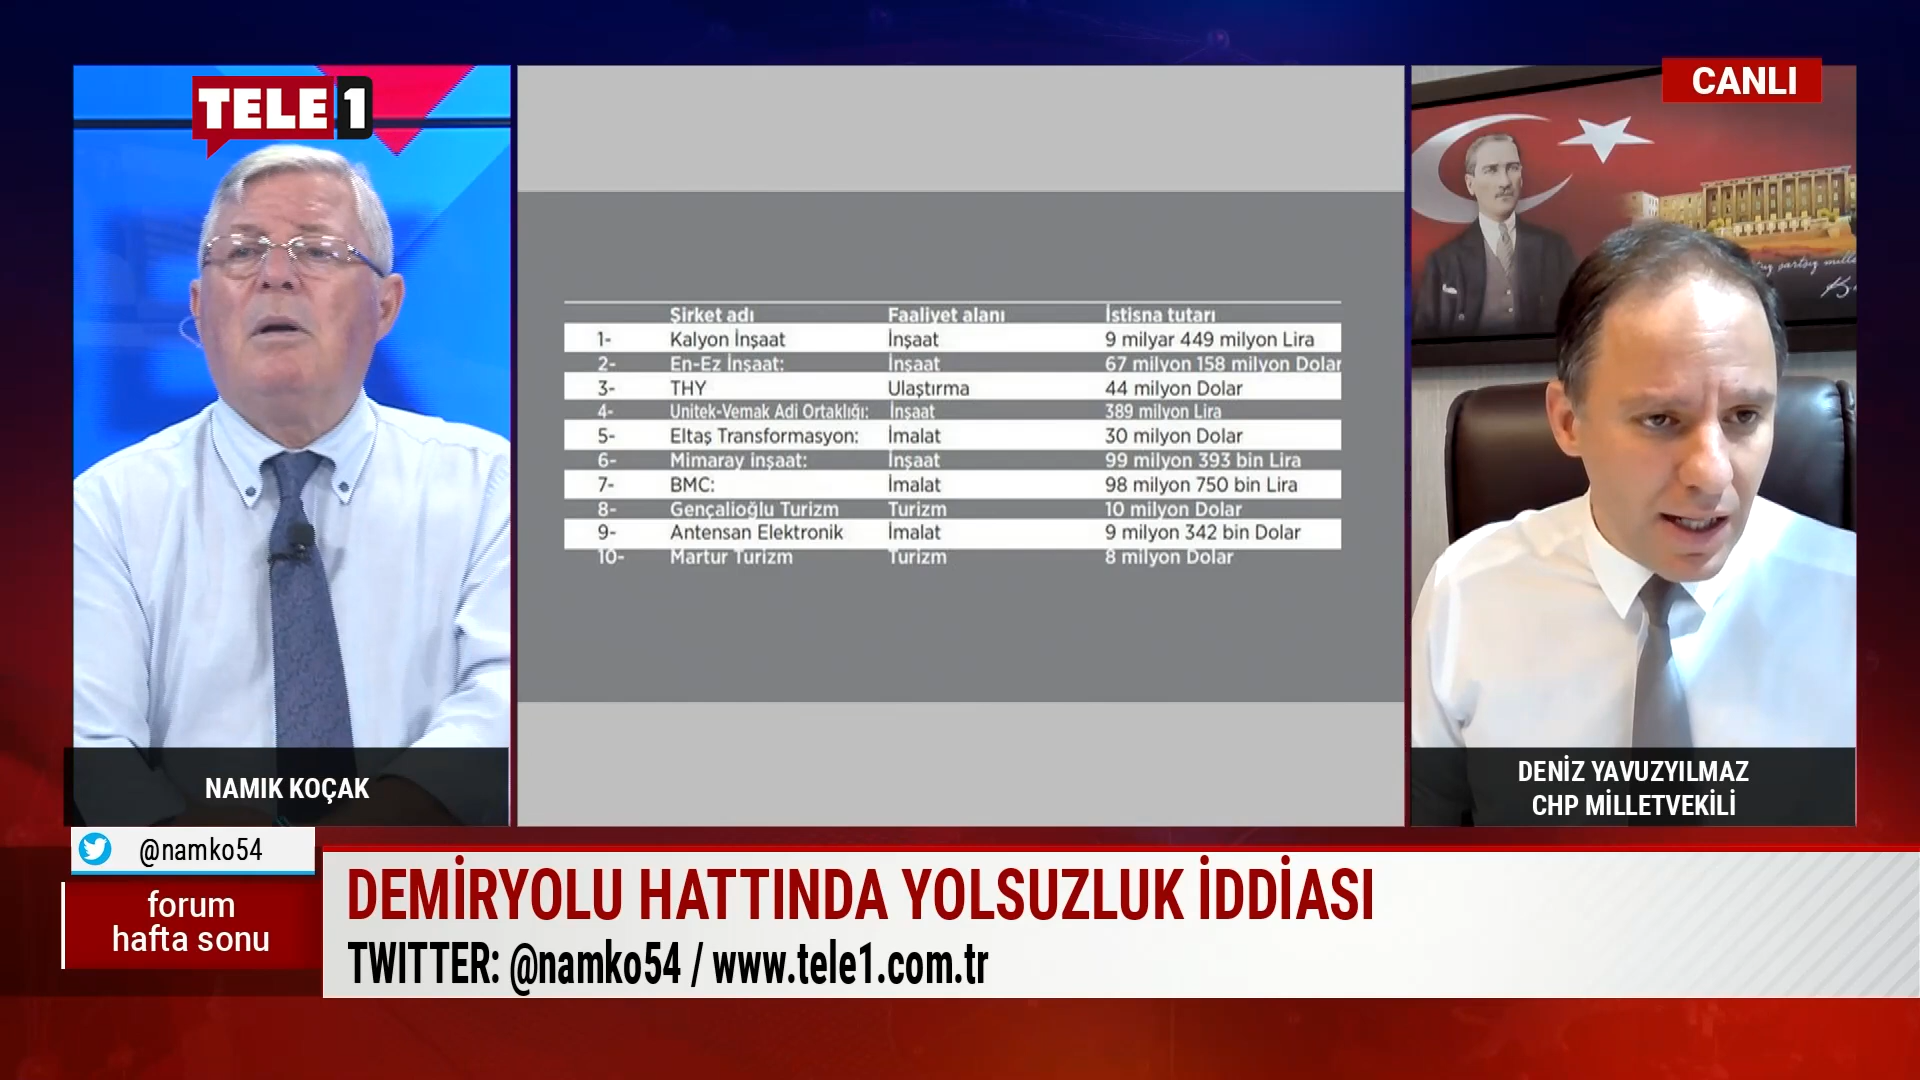 TELE1
CANLI
Şirket adı Faaliyet alanı İstisna tutarı
1- Kalyon İnşaat İnşaat 9 milyar 449 milyon Lira
2- En-Ez İnşaat: İnşaat 67 milyon 158 milyon Dolar
3- THY Ulaştırma 44 milyon Dolar
4- Unitek-Vemak Adi Ortaklığı: İnşaat 389 milyon Lira
5- Eltaş Transformasyon: İmalat 30 milyon Dolar
6- Mimaray inşaat: İnşaat 99 milyon 393 bin Lira
7- BMC: İmalat 98 milyon 750 bin Lira
8- Gençalioğlu Turizm Turizm 10 milyon Dolar
9- Antensan Elektronik İmalat 9 milyon 342 bin Dolar
10- Martur Turizm Turizm 8 milyon Dolar
NAMIK KOÇAK
DENİZ YAVUZYILMAZ
CHP MİLLETVEKİLİ
@namko54
forum
hafta sonu
DEMİRYOLU HATTINDA YOLSUZLUK İDDİASI
TWITTER: @namko54 / www.tele1.com.tr